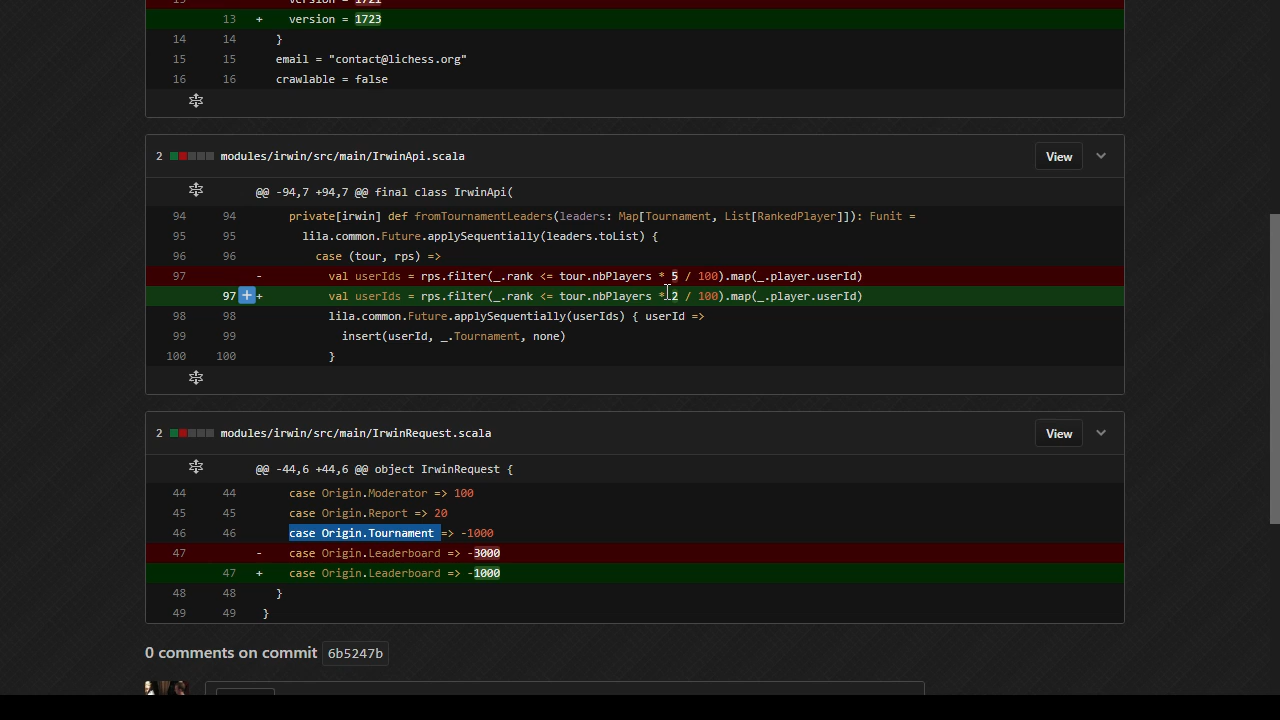 13 + version = 1723
14 14 }
15 15 email = "contact@lichess.org"
16 16 crawlable = false
2 modules/irwin/src/main/IrwinApi.scala View
@@ -94,7 +94,7 @@ final class IrwinApi(
94 94 private[irwin] def fromTournamentLeaders(leaders: Map[Tournament, List[RankedPlayer]]): Funit =
95 95 lila.common.Future.applySequentially(leaders.toList) {
96 96 case (tour, rps) =>
97 - val userIds = rps.filter(_.rank <= tour.nbPlayers * 5 / 100).map(_.player.userId)
97 + val userIds = rps.filter(_.rank <= tour.nbPlayers * 2 / 100).map(_.player.userId)
98 98 lila.common.Future.applySequentially(userIds) { userId =>
99 99 insert(userId, _.Tournament, none)
100 100 }
2 modules/irwin/src/main/IrwinRequest.scala View
@@ -44,6 +44,6 @@ object IrwinRequest {
44 44 case Origin.Moderator => 100
45 45 case Origin.Report => 20
46 46 case Origin.Tournament => -1000
47 - case Origin.Leaderboard => -3000
47 + case Origin.Leaderboard => -1000
48 48 }
49 49 }
0 comments on commit 6b5247b